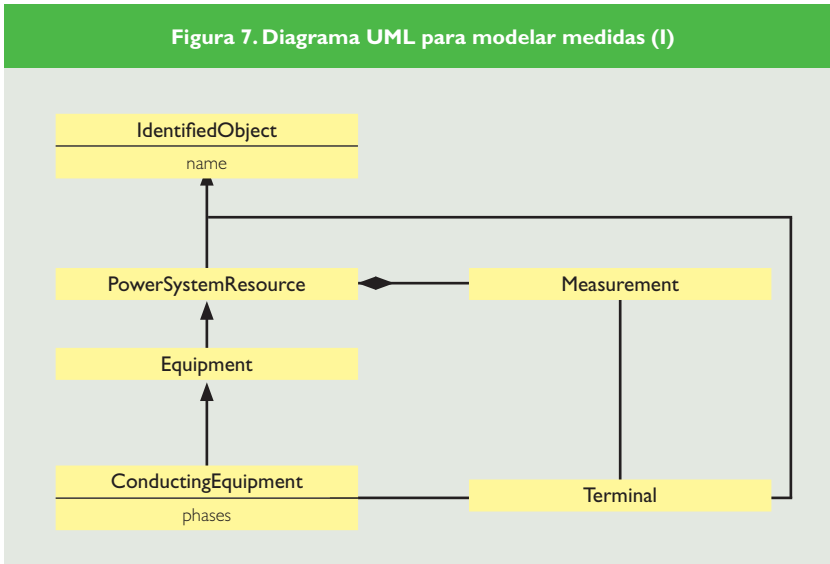 Figura 7. Diagrama UML para modelar medidas (I)
IdentifiedObject
name
PowerSystemResource
Measurement
Equipment
ConductingEquipment
phases
Terminal